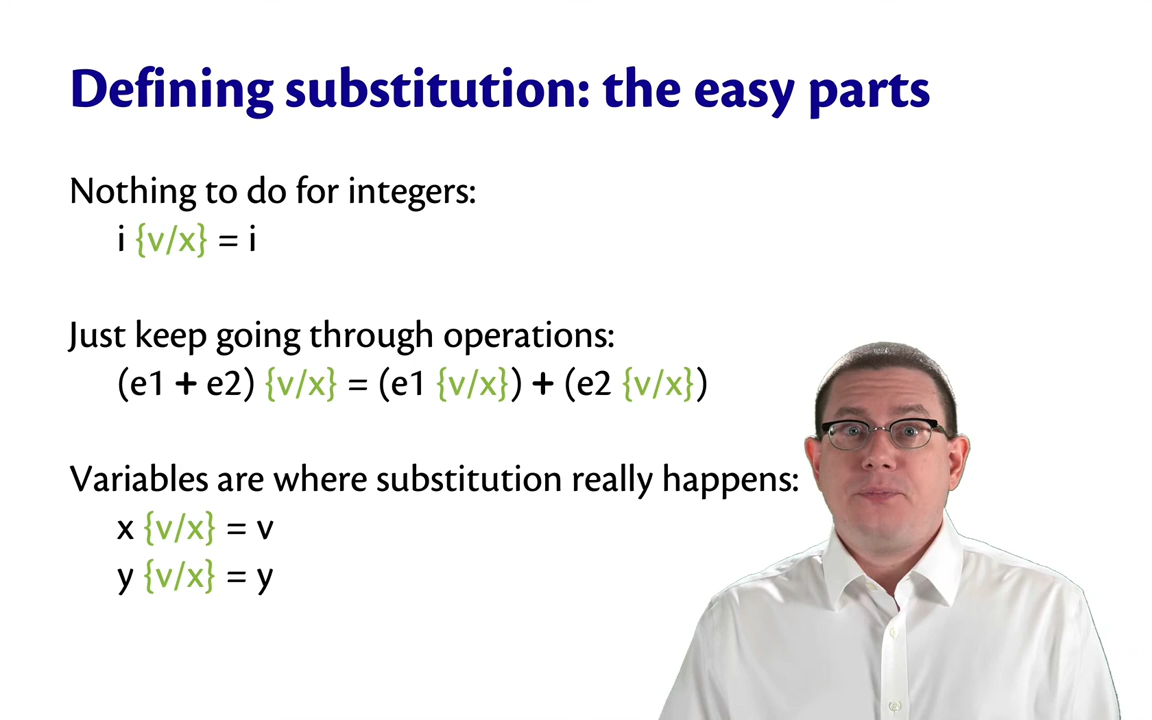 Defining substitution: the easy parts
Nothing to do for integers:
i {v/x} = i
Just keep going through operations:
(e1 + e2) {v/x} = (e1 {v/x}) + (e2 {v/x})
Variables are where substitution really happens:
x {v/x} = v
y {v/x} = y